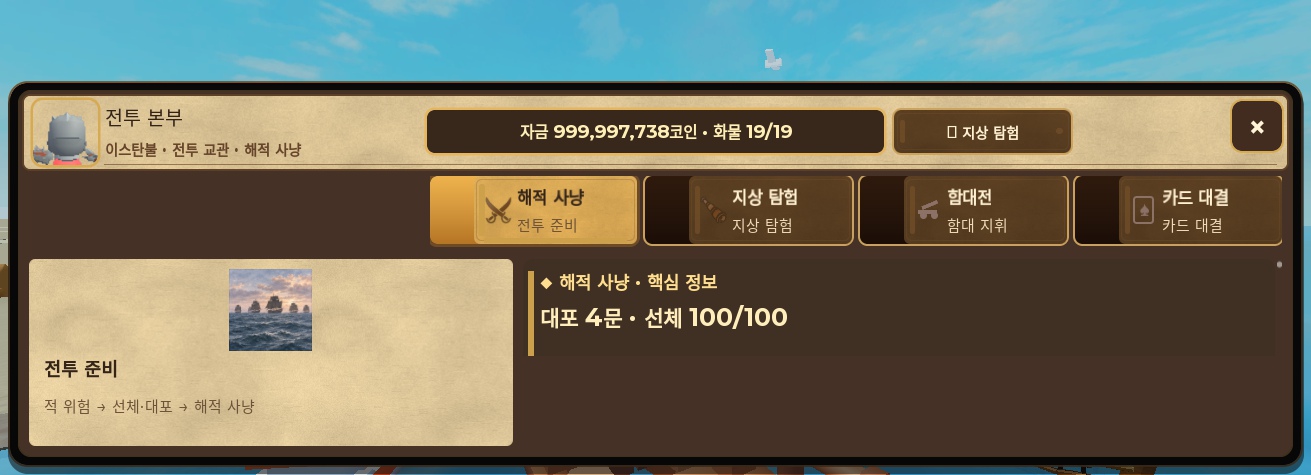 전투 본부
이스탄불 • 전투 교관 • 해적 사냥
자금 999,997,738코인 • 화물 19/19
지상 탐험
×
해적 사냥
전투 준비
지상 탐험
지상 탐험
함대전
함대 지휘
카드 대결
카드 대결
전투 준비
적 위험 → 선체·대포 → 해적 사냥
◆ 해적 사냥 • 핵심 정보
대포 4문 • 선체 100/100